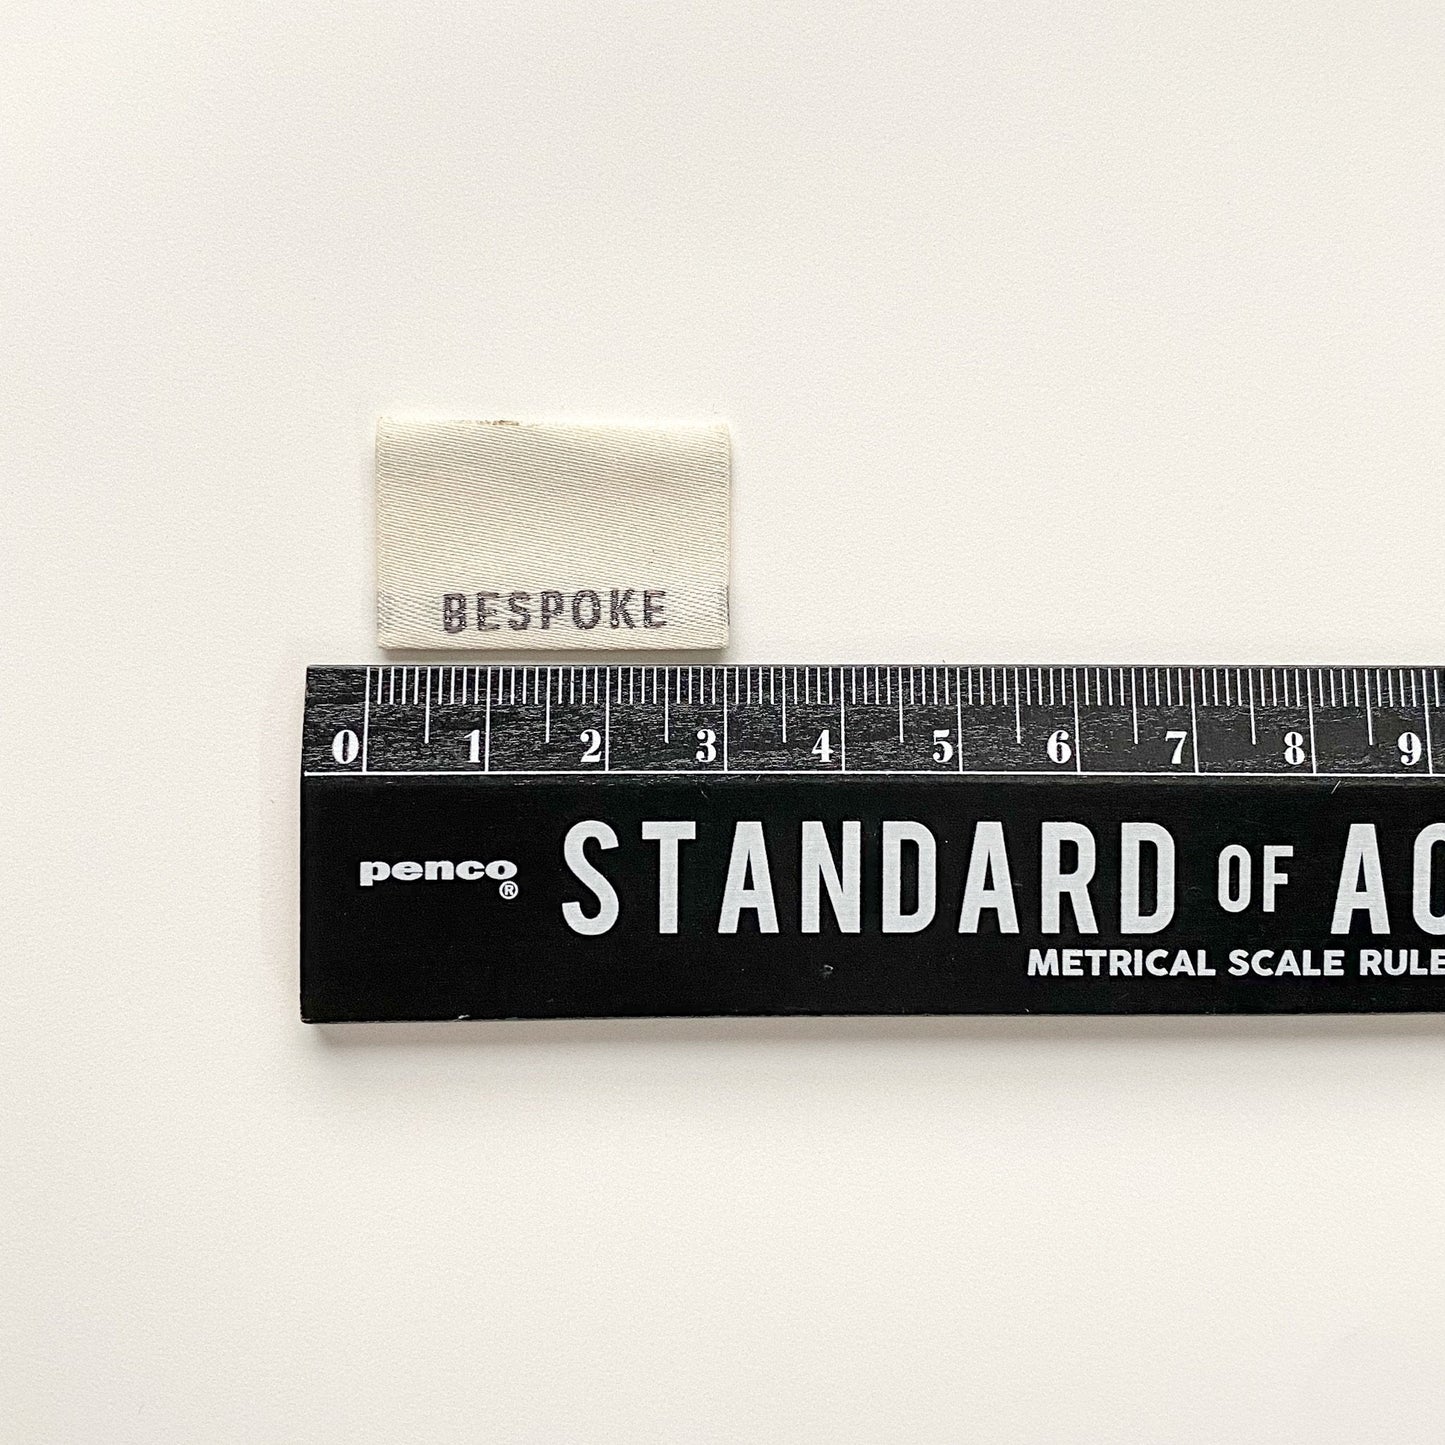 BESPOKE
0 1 2 3 4 5 6 7 8 9
penco® STANDARD OF AC
METRICAL SCALE RULE